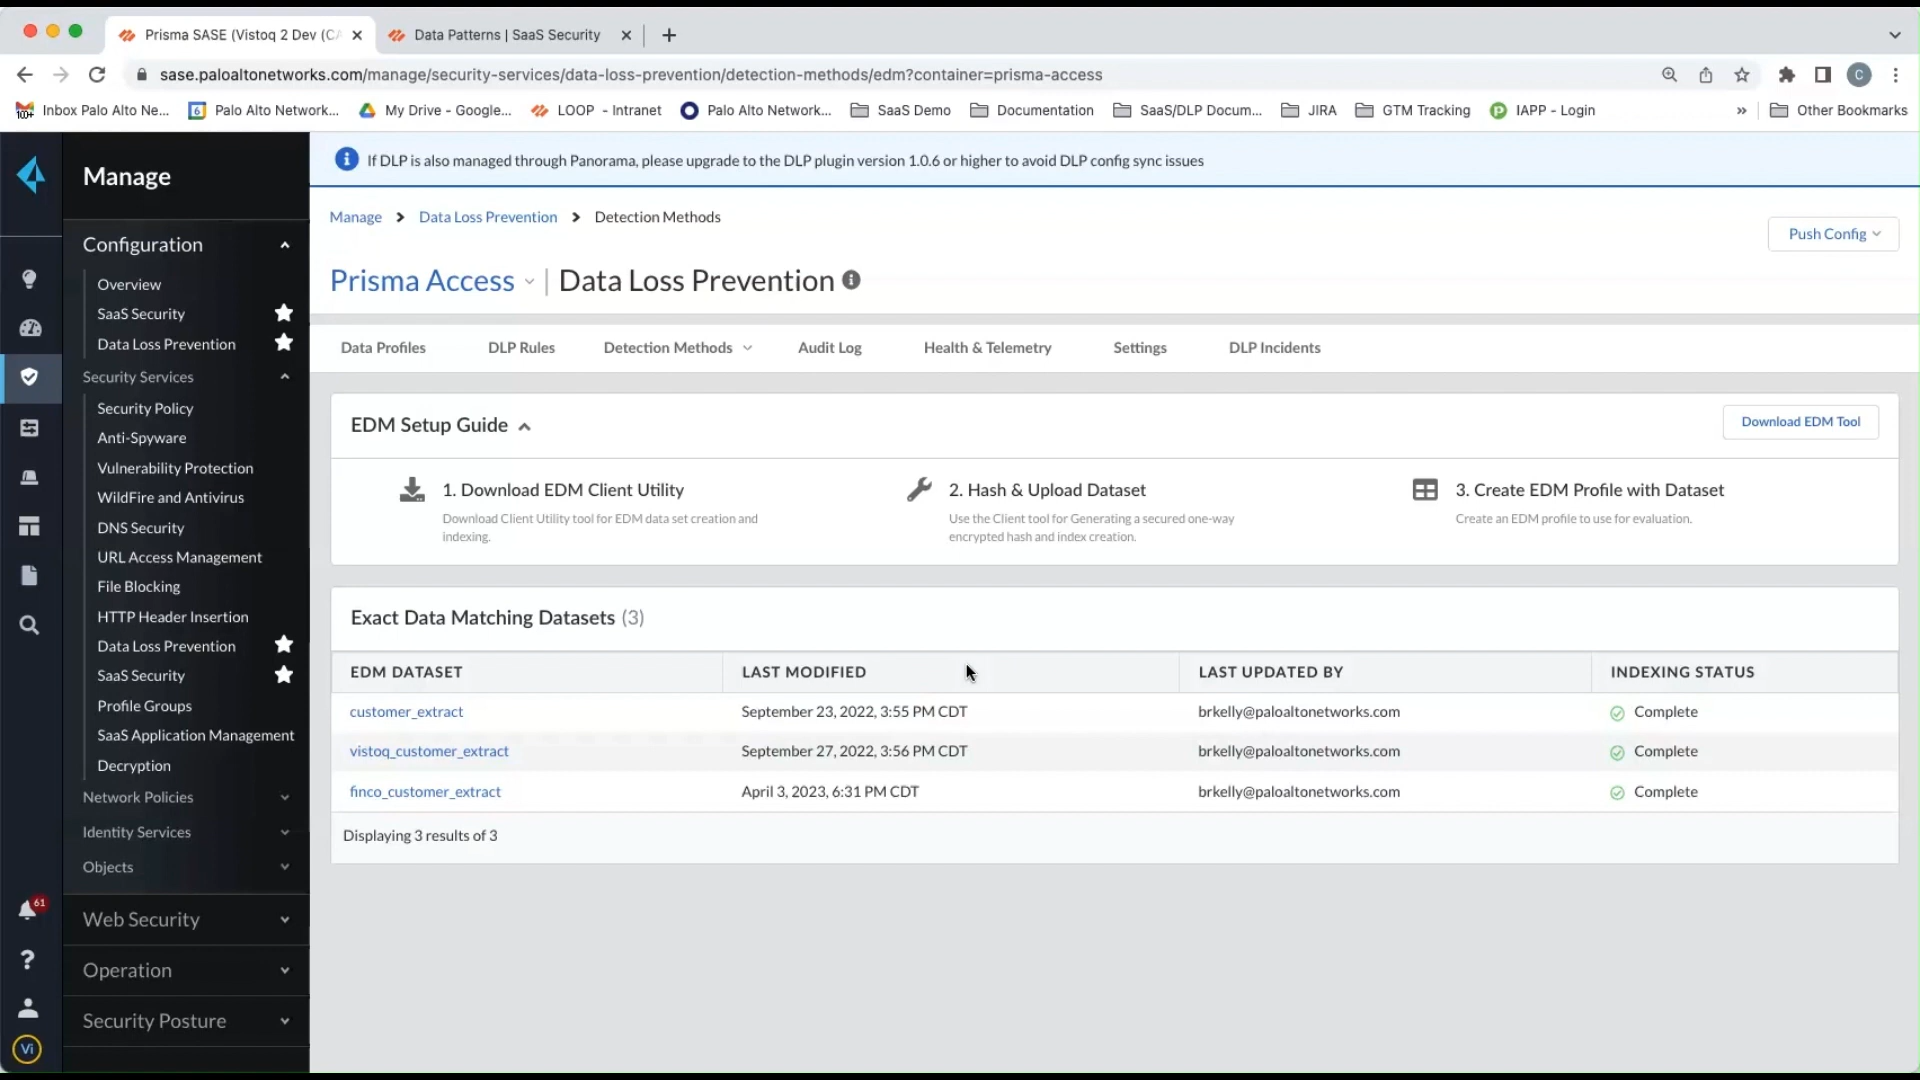 Prisma SASE (Vistoq 2 Dev (CA
Data Patterns | SaaS Security
sase.paloaltonetworks.com/manage/security-services/data-loss-prevention/detection-methods/edm?container=prisma-access
C
100+ Inbox Palo Alto Ne...
6 Palo Alto Network...
My Drive - Google...
LOOP - Intranet
Palo Alto Network...
SaaS Demo
Documentation
SaaS/DLP Docum...
JIRA
GTM Tracking
IAPP - Login
»
Other Bookmarks
Manage
Configuration
Overview
SaaS Security
Data Loss Prevention
Security Services
Security Policy
Anti-Spyware
Vulnerability Protection
WildFire and Antivirus
DNS Security
URL Access Management
File Blocking
HTTP Header Insertion
Data Loss Prevention
SaaS Security
Profile Groups
SaaS Application Management
Decryption
Network Policies
Identity Services
Objects
Web Security
Operation
Security Posture
61
?
Vi
If DLP is also managed through Panorama, please upgrade to the DLP plugin version 1.0.6 or higher to avoid DLP config sync issues
Manage > Data Loss Prevention > Detection Methods
Push Config
Prisma Access | Data Loss Prevention
Data Profiles
DLP Rules
Detection Methods
Audit Log
Health & Telemetry
Settings
DLP Incidents
EDM Setup Guide
Download EDM Tool
1. Download EDM Client Utility
Download Client Utility tool for EDM data set creation and
indexing.
2. Hash & Upload Dataset
Use the Client tool for Generating a secured one-way
encrypted hash and index creation.
3. Create EDM Profile with Dataset
Create an EDM profile to use for evaluation.
Exact Data Matching Datasets (3)
EDM DATASET LAST MODIFIED LAST UPDATED BY INDEXING STATUS
customer_extract September 23, 2022, 3:55 PM CDT brkelly@paloaltonetworks.com Complete
vistoq_customer_extract September 27, 2022, 3:56 PM CDT brkelly@paloaltonetworks.com Complete
finco_customer_extract April 3, 2023, 6:31 PM CDT brkelly@paloaltonetworks.com Complete
Displaying 3 results of 3